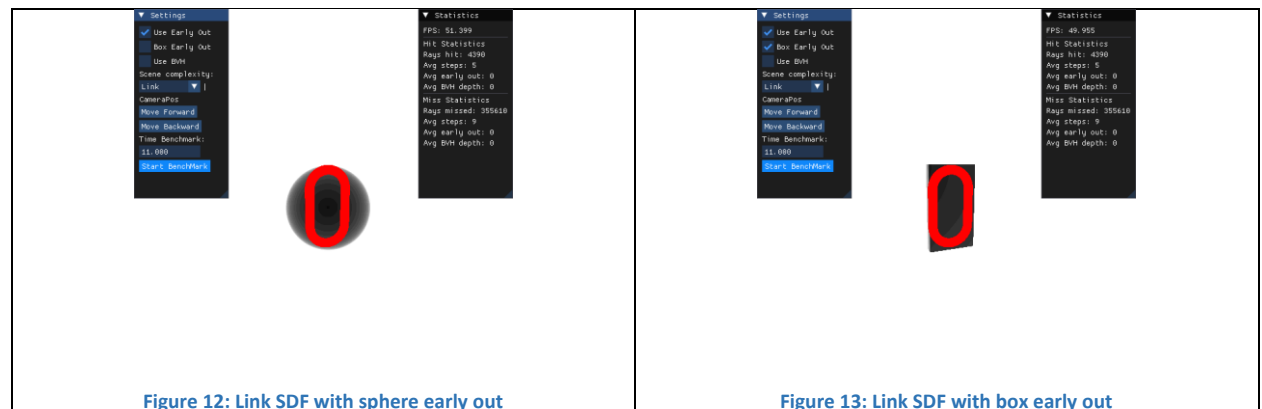 ▼ Settings
Use Early Out
Box Early Out
Use BVH
Scene complexity:
Link ▼ |
CameraPos
Move Forward
Move Backward
Time Benchmark:
11.000
Start BenchMark
▼ Statistics
FPS: 51.399
Hit Statistics
Rays hit: 4390
Avg steps: 5
Avg early out: 0
Avg BVH depth: 0
Miss Statistics
Rays missed: 355610
Avg steps: 9
Avg early out: 0
Avg BVH depth: 0
Figure 12: Link SDF with sphere early out
▼ Settings
Use Early Out
Box Early Out
Use BVH
Scene complexity:
Link ▼ |
CameraPos
Move Forward
Move Backward
Time Benchmark:
11.000
Start BenchMark
▼ Statistics
FPS: 49.955
Hit Statistics
Rays hit: 4390
Avg steps: 5
Avg early out: 0
Avg BVH depth: 0
Miss Statistics
Rays missed: 355610
Avg steps: 9
Avg early out: 0
Avg BVH depth: 0
Figure 13: Link SDF with box early out